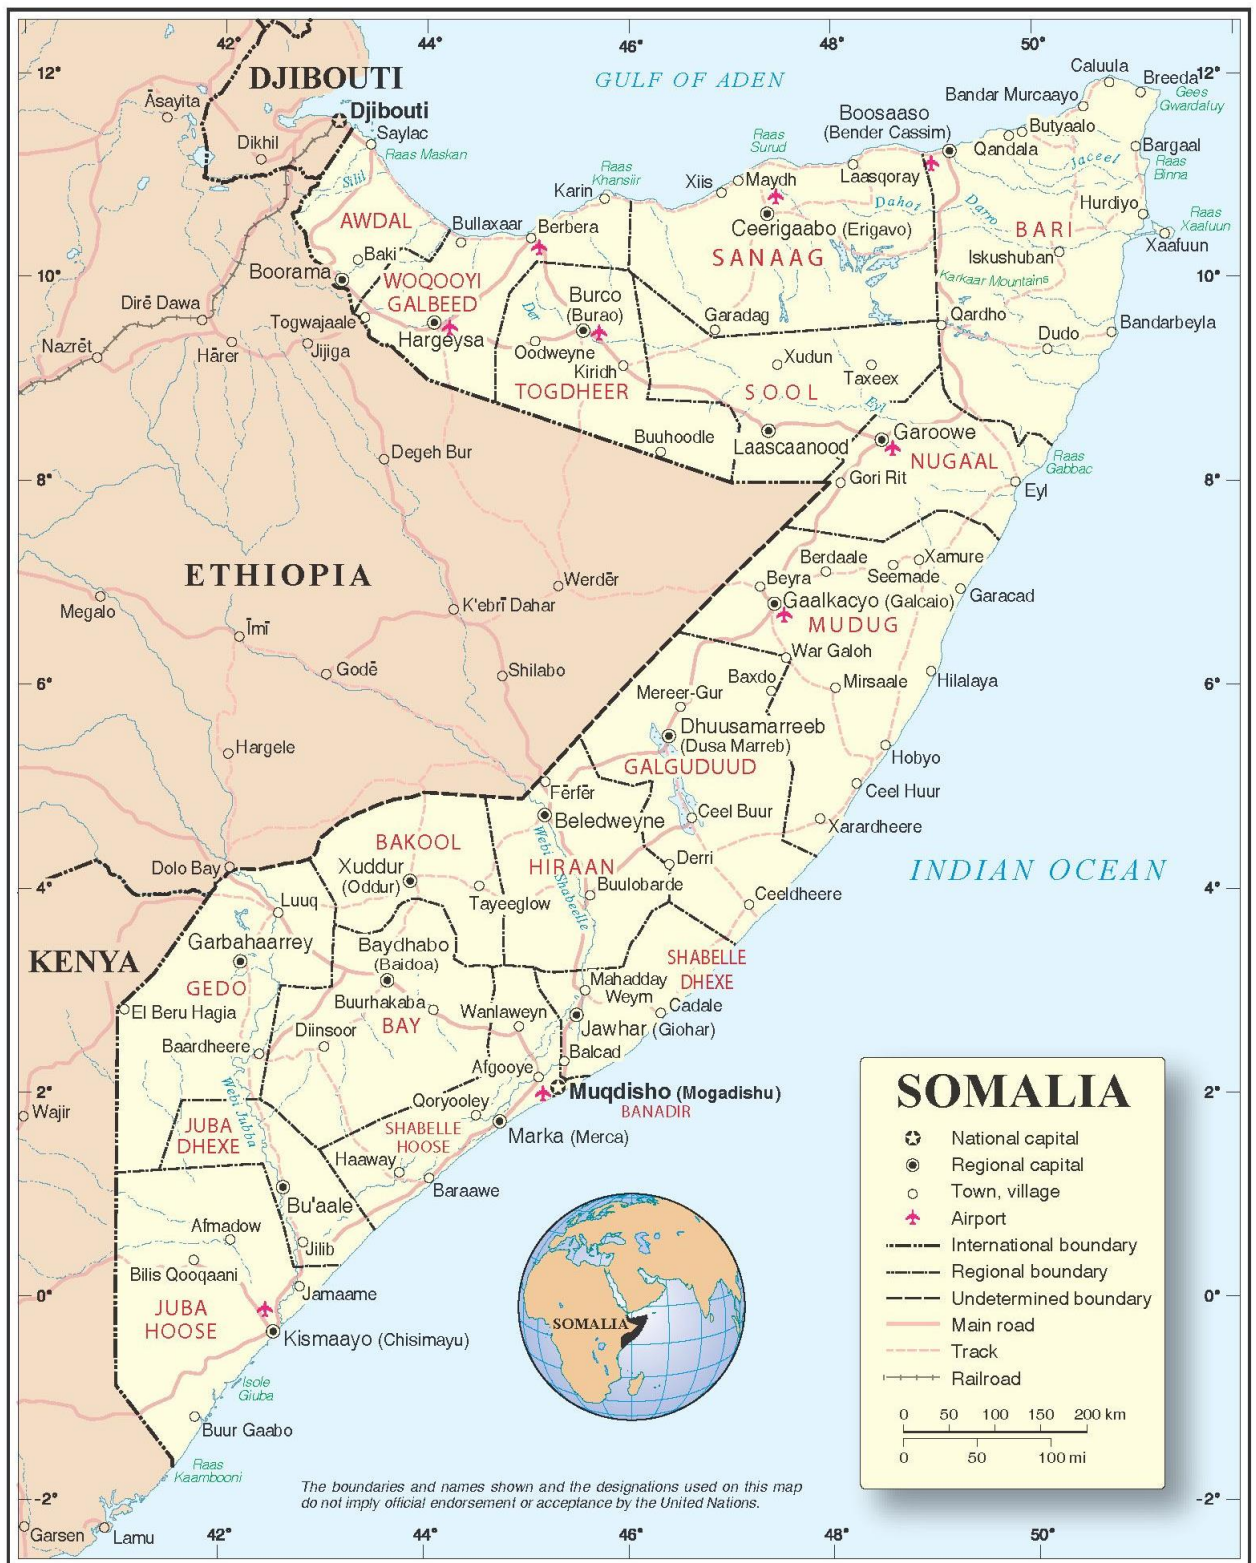 42°
44°
46°
48°
50°
12°
DJIBOUTI
GULF OF ADEN
Caluula
Breeda
12°
Bandar Murcaayo
Gees
Gwardafuy
Āsayita
Djibouti
Boosaaso
(Bender Cassim)
Butyaalo
Qandala
Saylac
Dikhil
Raas Maskan
Raas
Surud
Bargaal
Jaceel
Raas
Binna
Silil
Raas
Khansiir
Karin
Xiis
Maydh
Laasqoray
Dahot
Darro
Hurdiyo
Raas
Xaafuun
AWDAL
Bullaxaar
Berbera
Ceerigaabo (Erigavo)
BARI
Xaafuun
Baki
SANAAG
Iskushuban
Boorama
10°
WOQOOYI
GALBEED
Karkaar Mountains
10°
Burco
(Burao)
Der
Dirē Dawa
Togwajaale
Garadag
Qardho
Bandarbeyla
Hargeysa
Dudo
Nazrēt
Hārer
Jijiga
Oodweyne
Kiridh
Xudun
Taxeex
TOGDHEER
SOOL
Eyl
Buuhoodle
Laascaanood
Garoowe
Degeh Bur
NUGAAL
Raas
Gabbac
8°
Gori Rit
Eyl
8°
ETHIOPIA
Berdaale
Xamure
Werdēr
Beyra
Seemade
Megalo
K'ebrī Dahar
Gaalkacyo (Galcaio)
Garacad
Īmī
MUDUG
War Galoh
Godē
Shilabo
Baxdo
Mirsaale
Hilalaya
6°
Mereer-Gur
6°
Dhuusamarreeb
(Dusa Marreb)
Hargele
Hobyo
GALGUDUUD
Fērfēr
Ceel Huur
Beledweyne
Ceel Buur
Xarardheere
BAKOOL
Webi Shabeelle
Dolo Bay
Xuddur
(Oddur)
HIRAAN
Derri
INDIAN OCEAN
4°
Luuq
Tayeeglow
Buulobarde
Ceeldheere
4°
Garbahaarrey
Baydhabo
(Baidoa)
KENYA
SHABELLE
DHEXE
GEDO
Mahadday
Weym
El Beru Hagia
Buurhakaba
Wanlaweyn
Cadale
BAY
Diinsoor
Jawhar (Giohar)
Baardheere
Balcad
Afgooye
2°
Webi Jubba
Muqdisho (Mogadishu)
2°
Wajir
Qoryooley
BANADIR
JUBA
DHEXE
SHABELLE
HOOSE
Marka (Merca)
Haaway
Baraawe
Bu'aale
Afmadow
Jilib
Bilis Qooqaani
Jamaame
0°
0°
JUBA
HOOSE
Kismaayo (Chisimayu)
Isole
Giuba
Buur Gaabo
Raas
Kaambooni
-2°
-2°
Garsen
Lamu
SOMALIA
SOMALIA
National capital
Regional capital
Town, village
Airport
International boundary
Regional boundary
Undetermined boundary
Main road
Track
Railroad
0 50 100 150 200 km
0 50 100 mi
The boundaries and names shown and the designations used on this map
do not imply official endorsement or acceptance by the United Nations.
42°
44°
46°
48°
50°